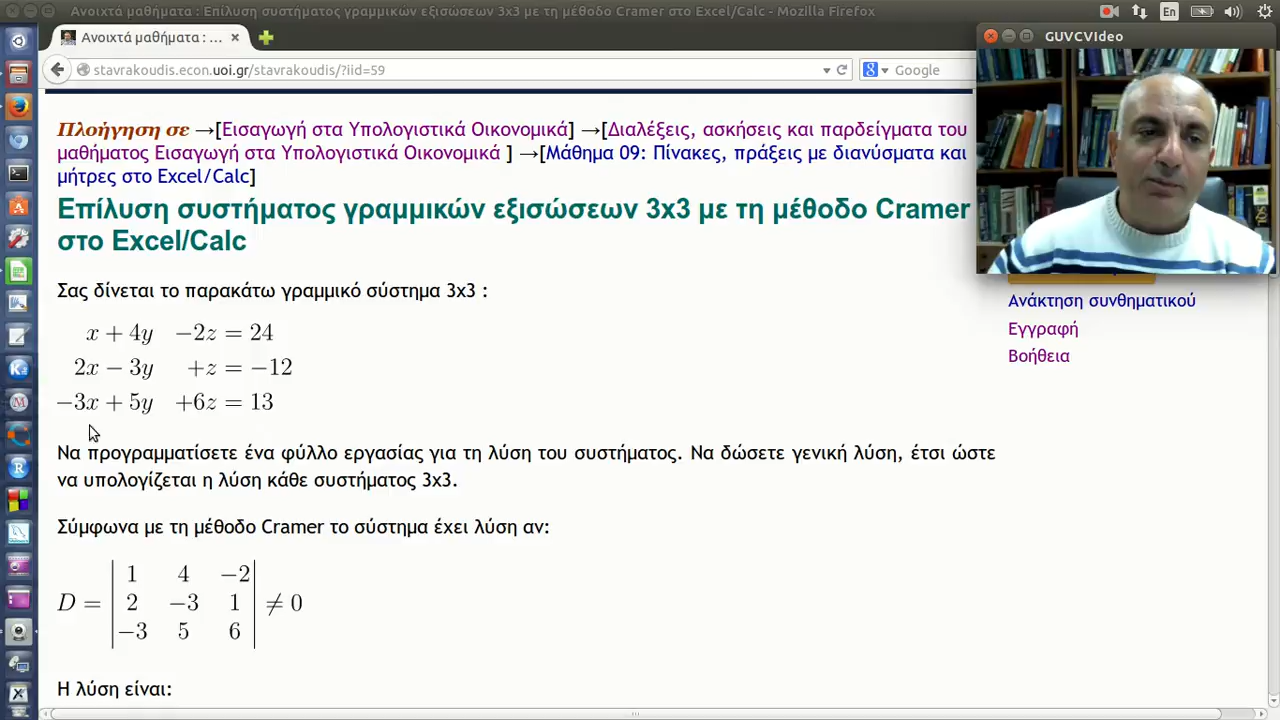 Ανοιχτά μαθήματα : Επίλυση συστήματος γραμμικών εξισώσεων 3x3 με τη μέθοδο Cramer στο Excel/Calc - Mozilla Firefox
En
Ανοιχτά μαθήματα : ...
GUVCVIdeo
stavrakoudis.econ.uoi.gr/stavrakoudis/?iid=59
Google
Πλοήγηση σε →[Εισαγωγή στα Υπολογιστικά Οικονομικά] →[Διαλέξεις, ασκήσεις και παρδείγματα του
μαθήματος Εισαγωγή στα Υπολογιστικά Οικονομικά ] →[Μάθημα 09: Πίνακες, πράξεις με διανύσματα και
μήτρες στο Excel/Calc]
Επίλυση συστήματος γραμμικών εξισώσεων 3x3 με τη μέθοδο Cramer
στο Excel/Calc
Σας δίνεται το παρακάτω γραμμικό σύστημα 3x3 :
x + 4y −2z = 24
2x − 3y +z = −12
−3x + 5y +6z = 13
Ανάκτηση συνθηματικού
Εγγραφή
Βοήθεια
Να προγραμματίσετε ένα φύλλο εργασίας για τη λύση του συστήματος. Να δώσετε γενική λύση, έτσι ώστε
να υπολογίζεται η λύση κάθε συστήματος 3x3.
Σύμφωνα με τη μέθοδο Cramer το σύστημα έχει λύση αν:
1 4 −2
D = | 2 −3 1 | ≠ 0
−3 5 6
Η λύση είναι: